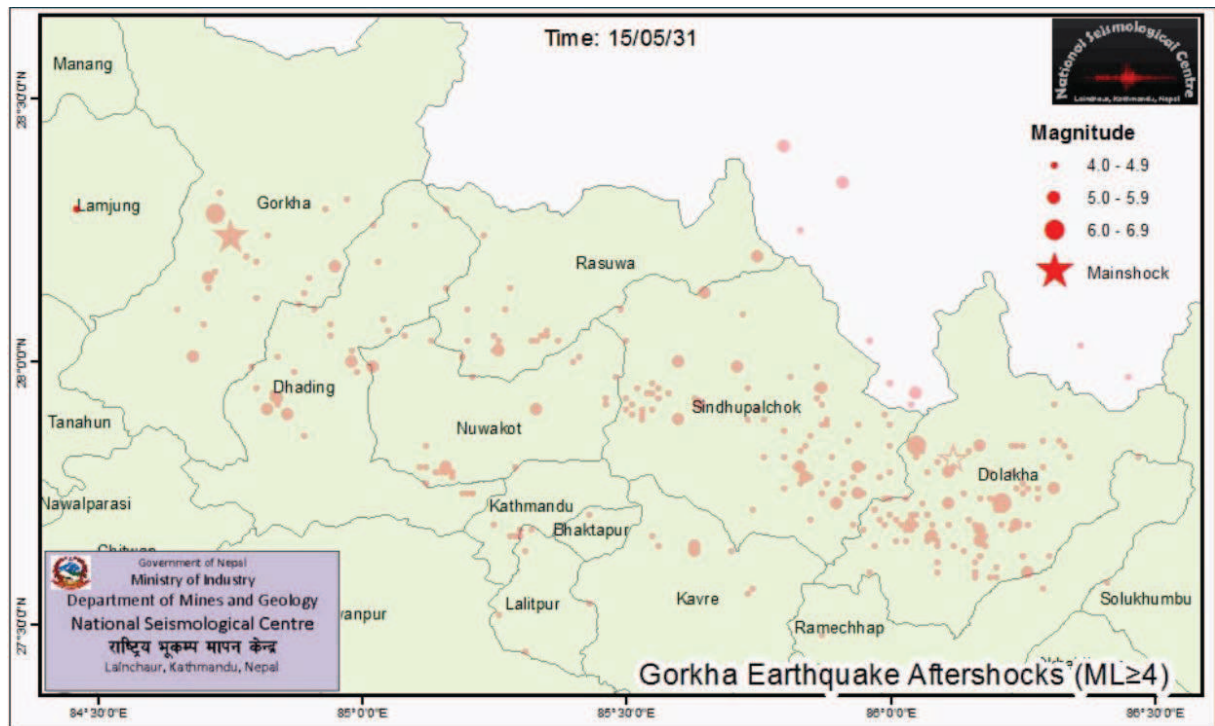 Time: 15/05/31
National Seismological Centre
Lainchaur, Kathmandu, Nepal
Magnitude
4.0 - 4.9
5.0 - 5.9
6.0 - 6.9
Mainshock
Manang
Lamjung
Gorkha
Rasuwa
Dhading
Tanahun
Nuwakot
Sindhupalchok
Dolakha
Nawalparasi
Kathmandu
Bhaktapur
Chitwan
Lalitpur
Kavre
Ramechhap
Solukhumbu
wanpur
Government of Nepal
Ministry of Industry
Department of Mines and Geology
National Seismological Centre
राष्ट्रिय भूकम्प मापन केन्द्र
Lainchaur, Kathmandu, Nepal
Gorkha Earthquake Aftershocks (ML≥4)
28°30'0"N
28°0'0"N
27°30'0"N
84°30'0"E
85°0'0"E
85°30'0"E
86°0'0"E
86°30'0"E